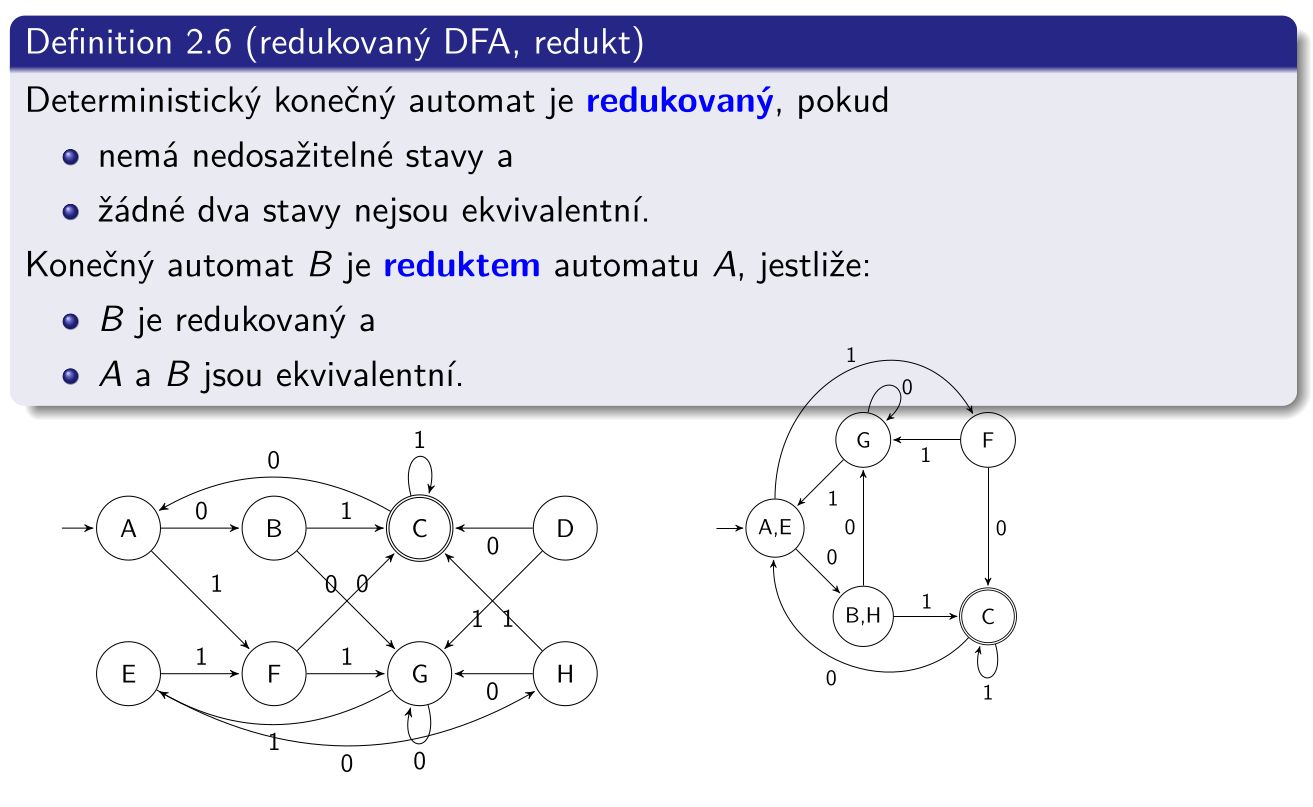 Definition 2.6 (redukovaný DFA, redukt)
Deterministický konečný automat je redukovaný, pokud
nemá nedosažitelné stavy a
žádné dva stavy nejsou ekvivalentní.
Konečný automat B je reduktem automatu A, jestliže:
B je redukovaný a
A a B jsou ekvivalentní.
1
0
0 1
A B C D
0 1 0
1 0 0
1 1
E F G H
1 1 0
1
0 0
1
0
G F
1
1
A,E 0 0
0
B,H C
1
0
1